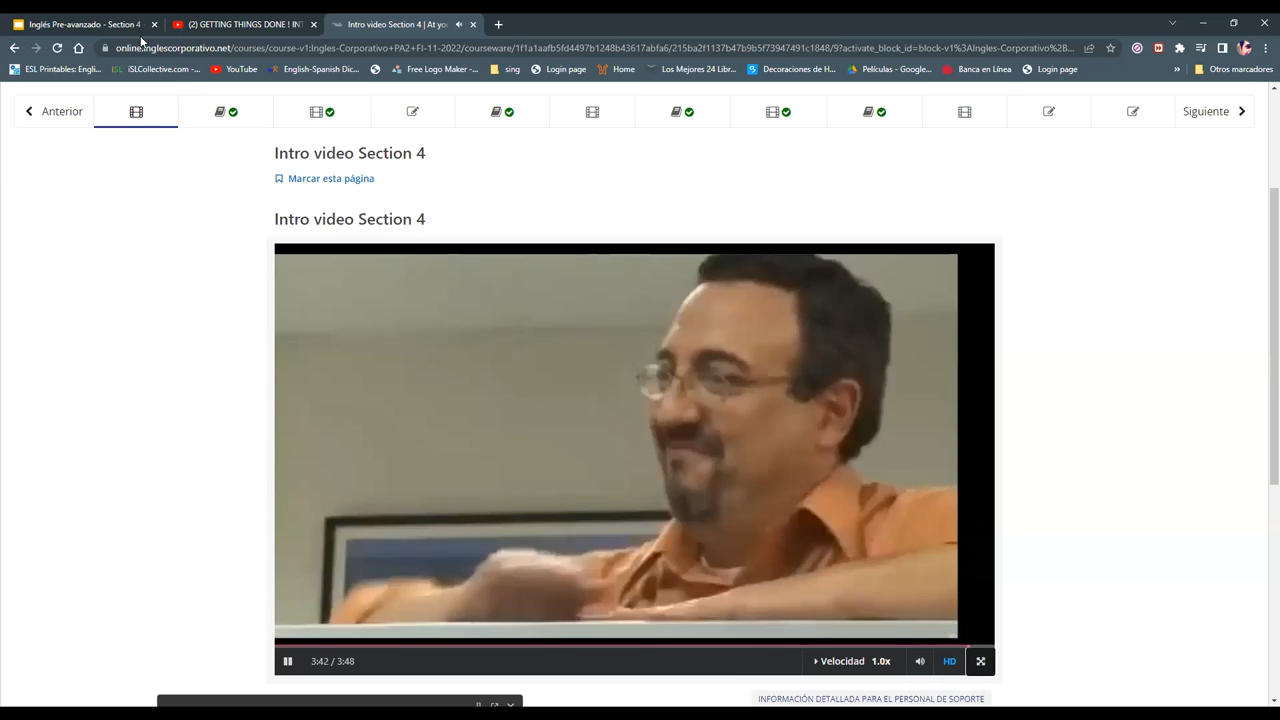 Inglés Pre-avanzado - Section 4 -
(2) GETTING THINGS DONE ! INT
Intro video Section 4 | At yo
online.inglescorporativo.net/courses/course-v1:Ingles-Corporativo+PA2+FI-11-2022/courseware/1f1a1aafb5fd4497b1248b43617abfa6/215ba2f1137b47b9b5f73947491c1848/9?activate_block_id=block-v1%3AIngles-Corporativo%2B...
ESL Printables: Engli...
iSLCollective.com -...
YouTube
English-Spanish Dic...
Free Logo Maker -...
sing
Login page
Home
Los Mejores 24 Libr...
Decoraciones de H...
Películas - Google...
Banca en Línea
Login page
»
Otros marcadores
Anterior
Siguiente
Intro video Section 4
Marcar esta página
Intro video Section 4
3:42 / 3:48
Velocidad 1.0x
HD
INFORMACIÓN DETALLADA PARA EL PERSONAL DE SOPORTE